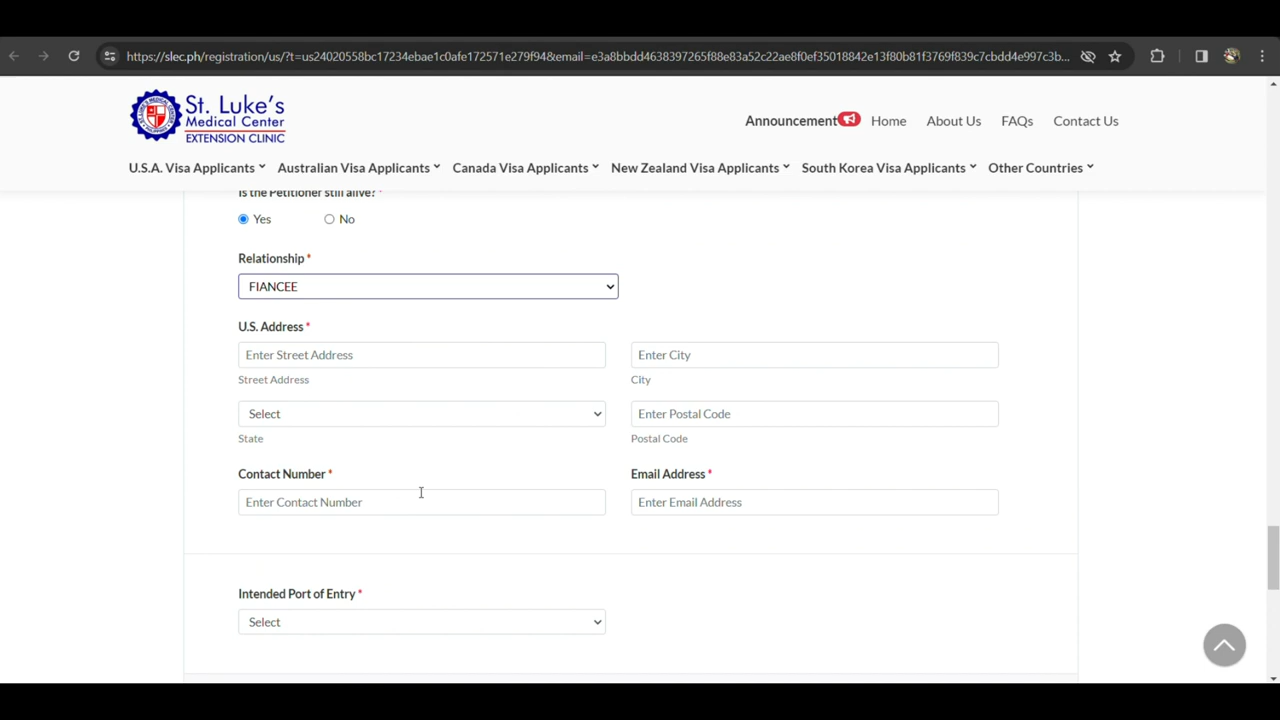 https://slec.ph/registration/us/?t=us24020558bc17234ebae1c0afe172571e279f94&email=e3a8bbdd4638397265f88e83a52c22ae8f0ef35018842e13f80b81f3769f839c7cbdd4e997c3b...
St. Luke's
Medical Center
EXTENSION CLINIC
Announcement Home About Us FAQs Contact Us
U.S.A. Visa Applicants Australian Visa Applicants Canada Visa Applicants New Zealand Visa Applicants South Korea Visa Applicants Other Countries
Is the Petitioner still alive? *
Yes No
Relationship *
FIANCEE
U.S. Address *
Enter Street Address Enter City
Street Address City
Select Enter Postal Code
State Postal Code
Contact Number * Email Address *
Enter Contact Number Enter Email Address
Intended Port of Entry *
Select